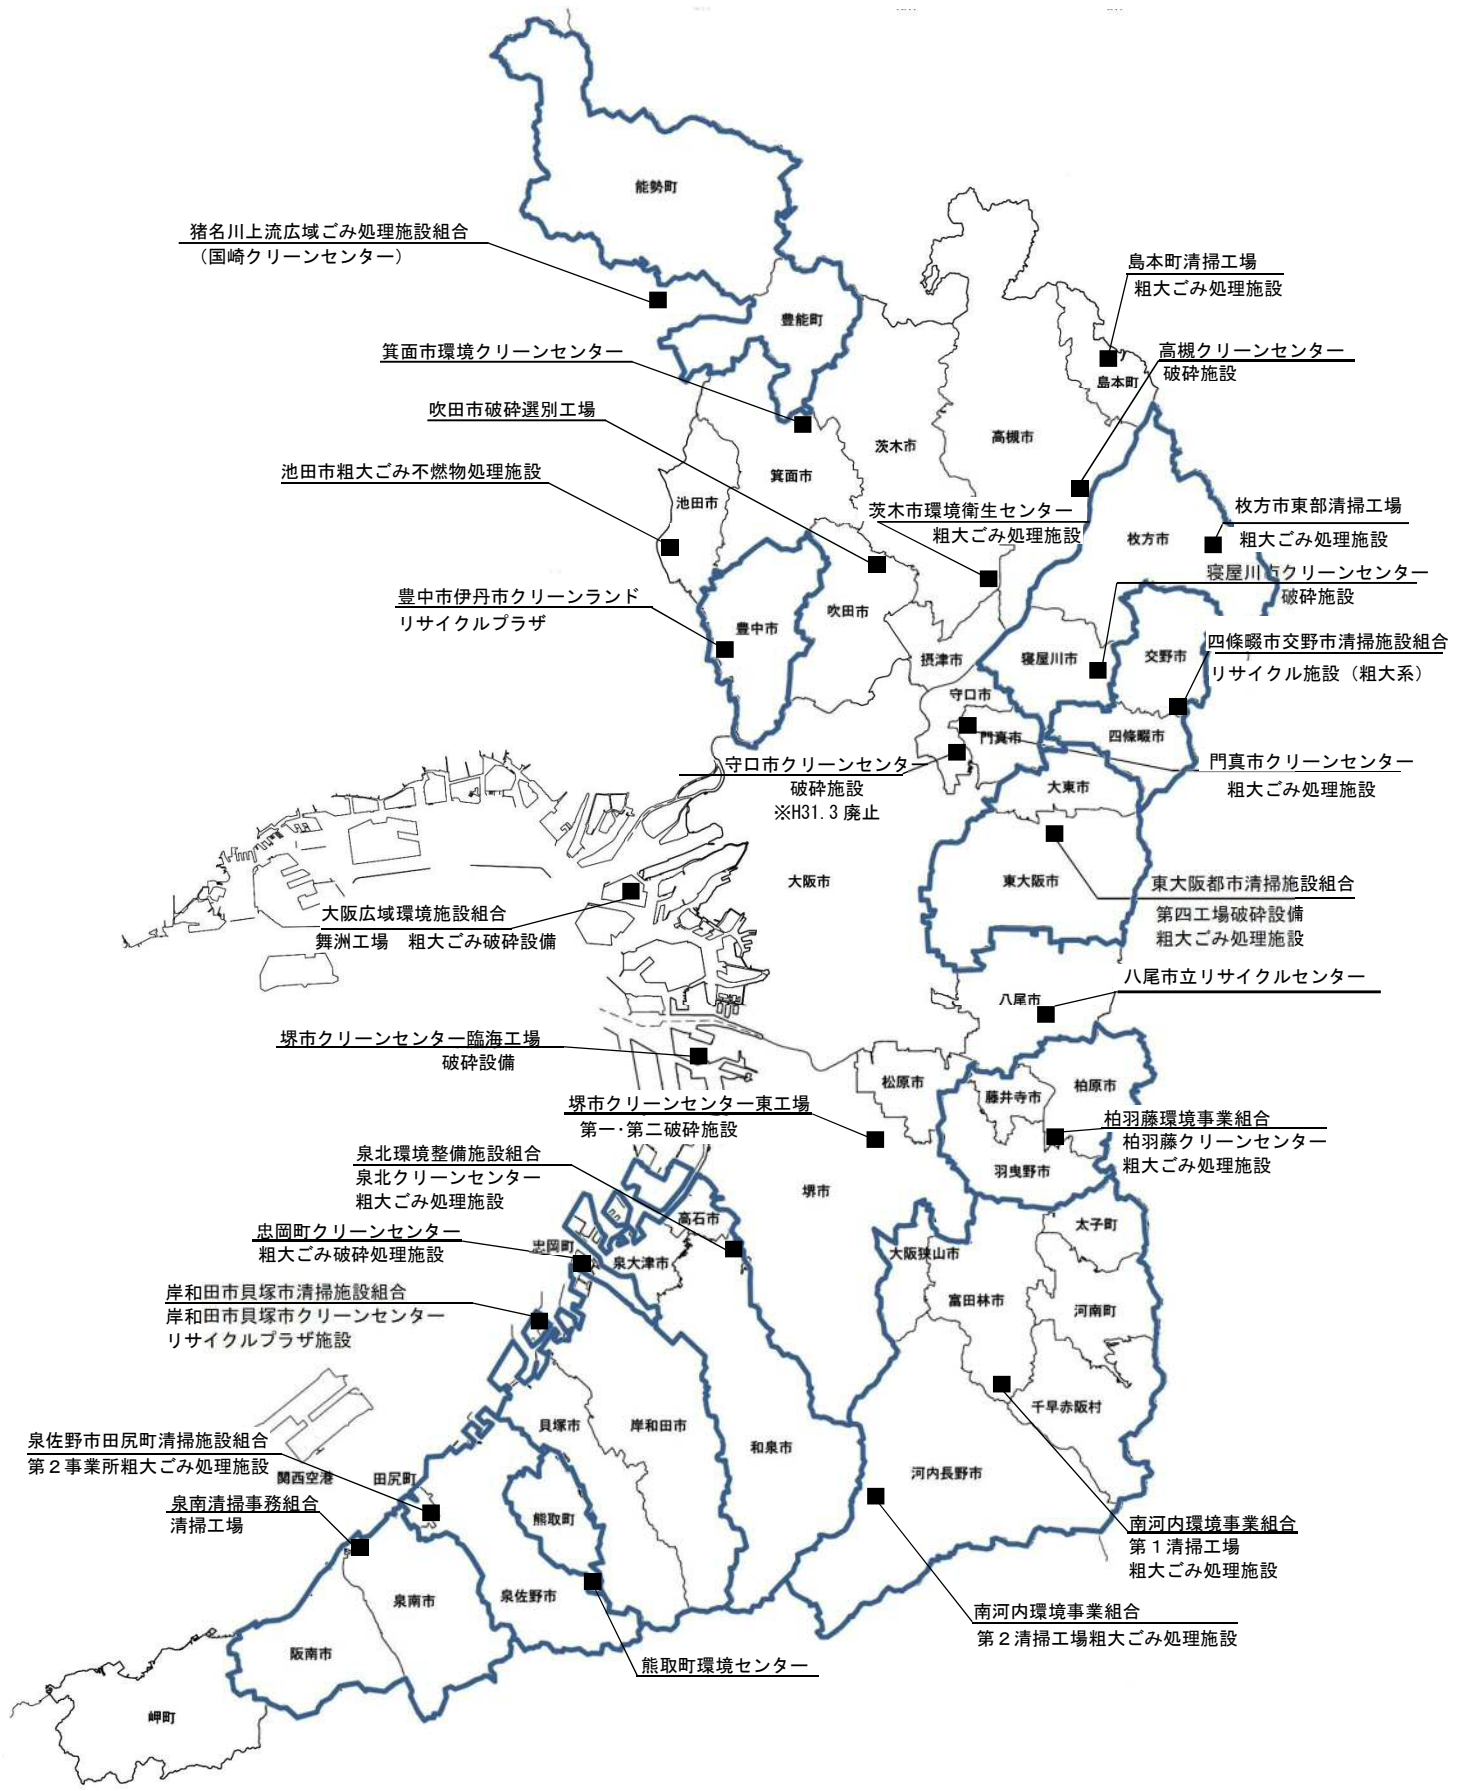 能勢町
猪名川上流広域ごみ処理施設組合
（国崎クリーンセンター）
島本町清掃工場
粗大ごみ処理施設
豊能町
箕面市環境クリーンセンター
高槻クリーンセンター
破砕施設
島本町
吹田市破砕選別工場
茨木市
高槻市
池田市粗大ごみ不燃物処理施設
箕面市
池田市
茨木市環境衛生センター
粗大ごみ処理施設
枚方市東部清掃工場
粗大ごみ処理施設
枚方市
寝屋川市クリーンセンター
破砕施設
豊中市伊丹市クリーンランド
リサイクルプラザ
吹田市
豊中市
四條畷市交野市清掃施設組合
リサイクル施設（粗大系）
摂津市
寝屋川市
交野市
守口市
門真市
四條畷市
守口市クリーンセンター
破砕施設
※H31.3 廃止
門真市クリーンセンター
粗大ごみ処理施設
大東市
大阪市
東大阪市
東大阪都市清掃施設組合
第四工場破砕設備
粗大ごみ処理施設
大阪広域環境施設組合
舞洲工場　粗大ごみ破砕設備
八尾市立リサイクルセンター
八尾市
堺市クリーンセンター臨海工場
破砕設備
松原市
藤井寺市
柏原市
堺市クリーンセンター東工場
第一・第二破砕施設
柏羽藤環境事業組合
柏羽藤クリーンセンター
粗大ごみ処理施設
泉北環境整備施設組合
泉北クリーンセンター
粗大ごみ処理施設
羽曳野市
堺市
高石市
太子町
忠岡町クリーンセンター
粗大ごみ破砕処理施設
忠岡町
泉大津市
大阪狭山市
岸和田市貝塚市清掃施設組合
岸和田市貝塚市クリーンセンター
リサイクルプラザ施設
富田林市
河南町
千早赤阪村
貝塚市
岸和田市
和泉市
泉佐野市田尻町清掃施設組合
第２事業所粗大ごみ処理施設
関西空港
田尻町
河内長野市
泉南清掃事務組合
清掃工場
熊取町
南河内環境事業組合
第１清掃工場
粗大ごみ処理施設
泉南市
泉佐野市
南河内環境事業組合
第２清掃工場粗大ごみ処理施設
阪南市
熊取町環境センター
岬町